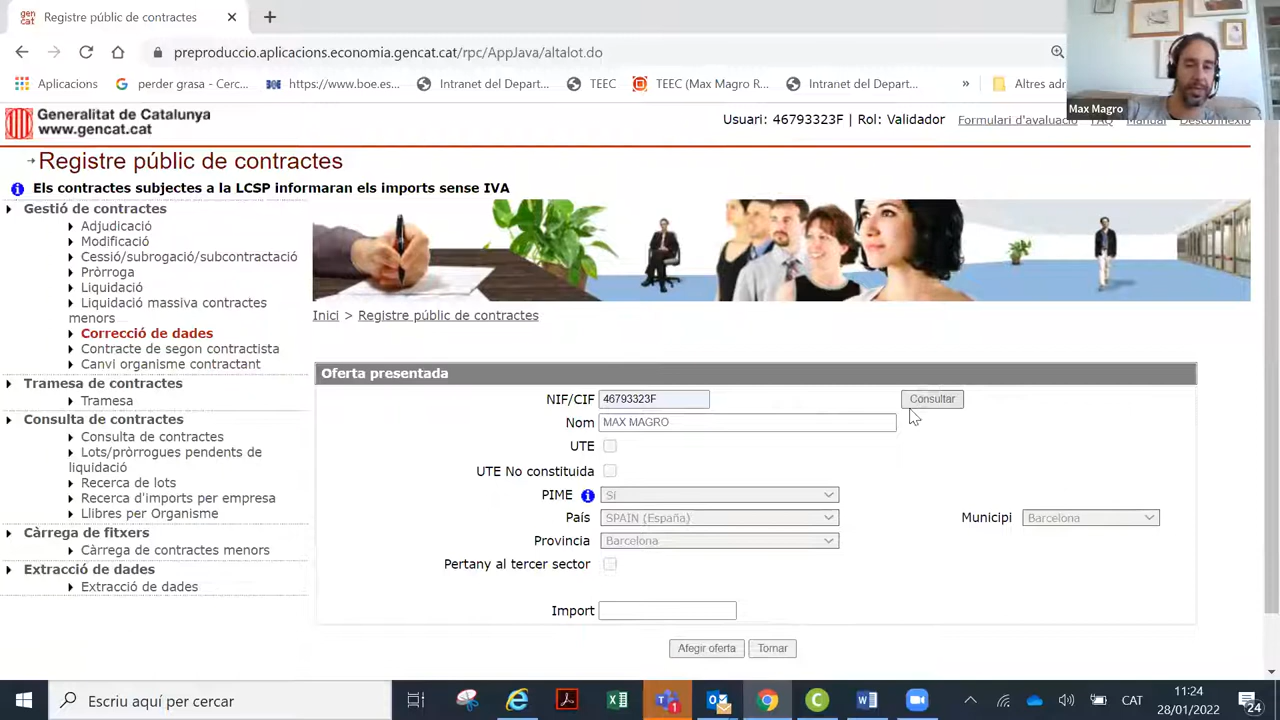 Registre públic de contractes
preproduccio.aplicacions.economia.gencat.cat/rpc/AppJava/altalot.do
Aplicacions
perder grasa - Cerc...
https://www.boe.es...
Intranet del Depart...
TEEC
TEEC (Max Magro R...
Intranet del Depart...
»
Altres adr
Max Magro
Generalitat de Catalunya
www.gencat.cat
Usuari: 46793323F | Rol: Validador
Formulari d'avaluació
FAQ
Manual
Desconnexió
Registre públic de contractes
Els contractes subjectes a la LCSP informaran els imports sense IVA
Gestió de contractes
Adjudicació
Modificació
Cessió/subrogació/subcontractació
Pròrroga
Liquidació
Liquidació massiva contractes
menors
Correcció de dades
Contracte de segon contractista
Canvi organisme contractant
Tramesa de contractes
Tramesa
Consulta de contractes
Consulta de contractes
Lots/pròrrogues pendents de
liquidació
Recerca de lots
Recerca d'imports per empresa
Llibres per Organisme
Càrrega de fitxers
Càrrega de contractes menors
Extracció de dades
Extracció de dades
Inici > Registre públic de contractes
Oferta presentada
NIF/CIF 46793323F Consultar
Nom MAX MAGRO
UTE
UTE No constituida
PIME Sí
País SPAIN (España) Municipi Barcelona
Provincia Barcelona
Pertany al tercer sector
Import
Afegir oferta Tornar
Escriu aquí per cercar
CAT
11:24
28/01/2022
24